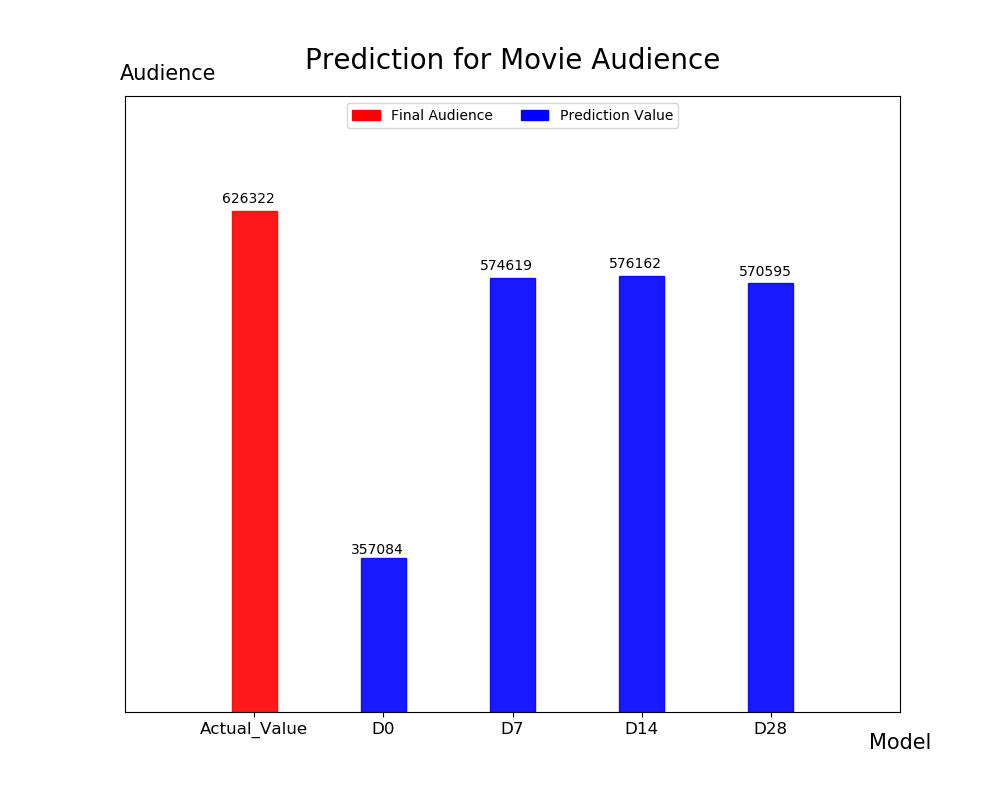 Prediction for Movie Audience
Audience
Final Audience
Prediction Value
626322
574619
576162
570595
357084
Actual_Value
D0
D7
D14
D28
Model